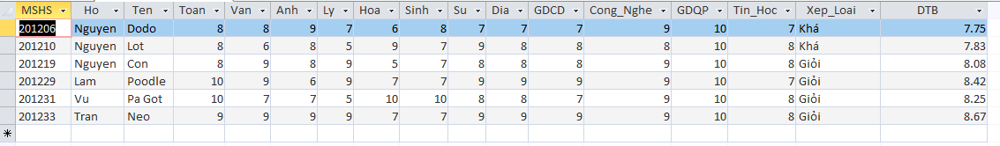 MSHS Ho Ten Toan Van Anh Ly Hoa Sinh Su Dia GDCD Cong_Nghe GDQP Tin_Hoc Xep_Loai DTB
201206 Nguyen Dodo 8 8 9 7 6 8 7 7 7 9 10 7 Khá 7.75
201210 Nguyen Lot 8 6 8 5 9 7 9 8 8 9 10 8 Khá 7.83
201219 Nguyen Con 8 9 8 9 5 7 8 8 8 9 10 8 Giỏi 8.08
201229 Lam Poodle 10 9 6 9 7 7 9 9 9 9 10 7 Giỏi 8.42
201231 Vu Pa Got 10 7 7 5 10 10 8 8 7 9 10 8 Giỏi 8.25
201233 Tran Neo 9 9 9 9 7 7 9 9 9 9 10 8 Giỏi 8.67